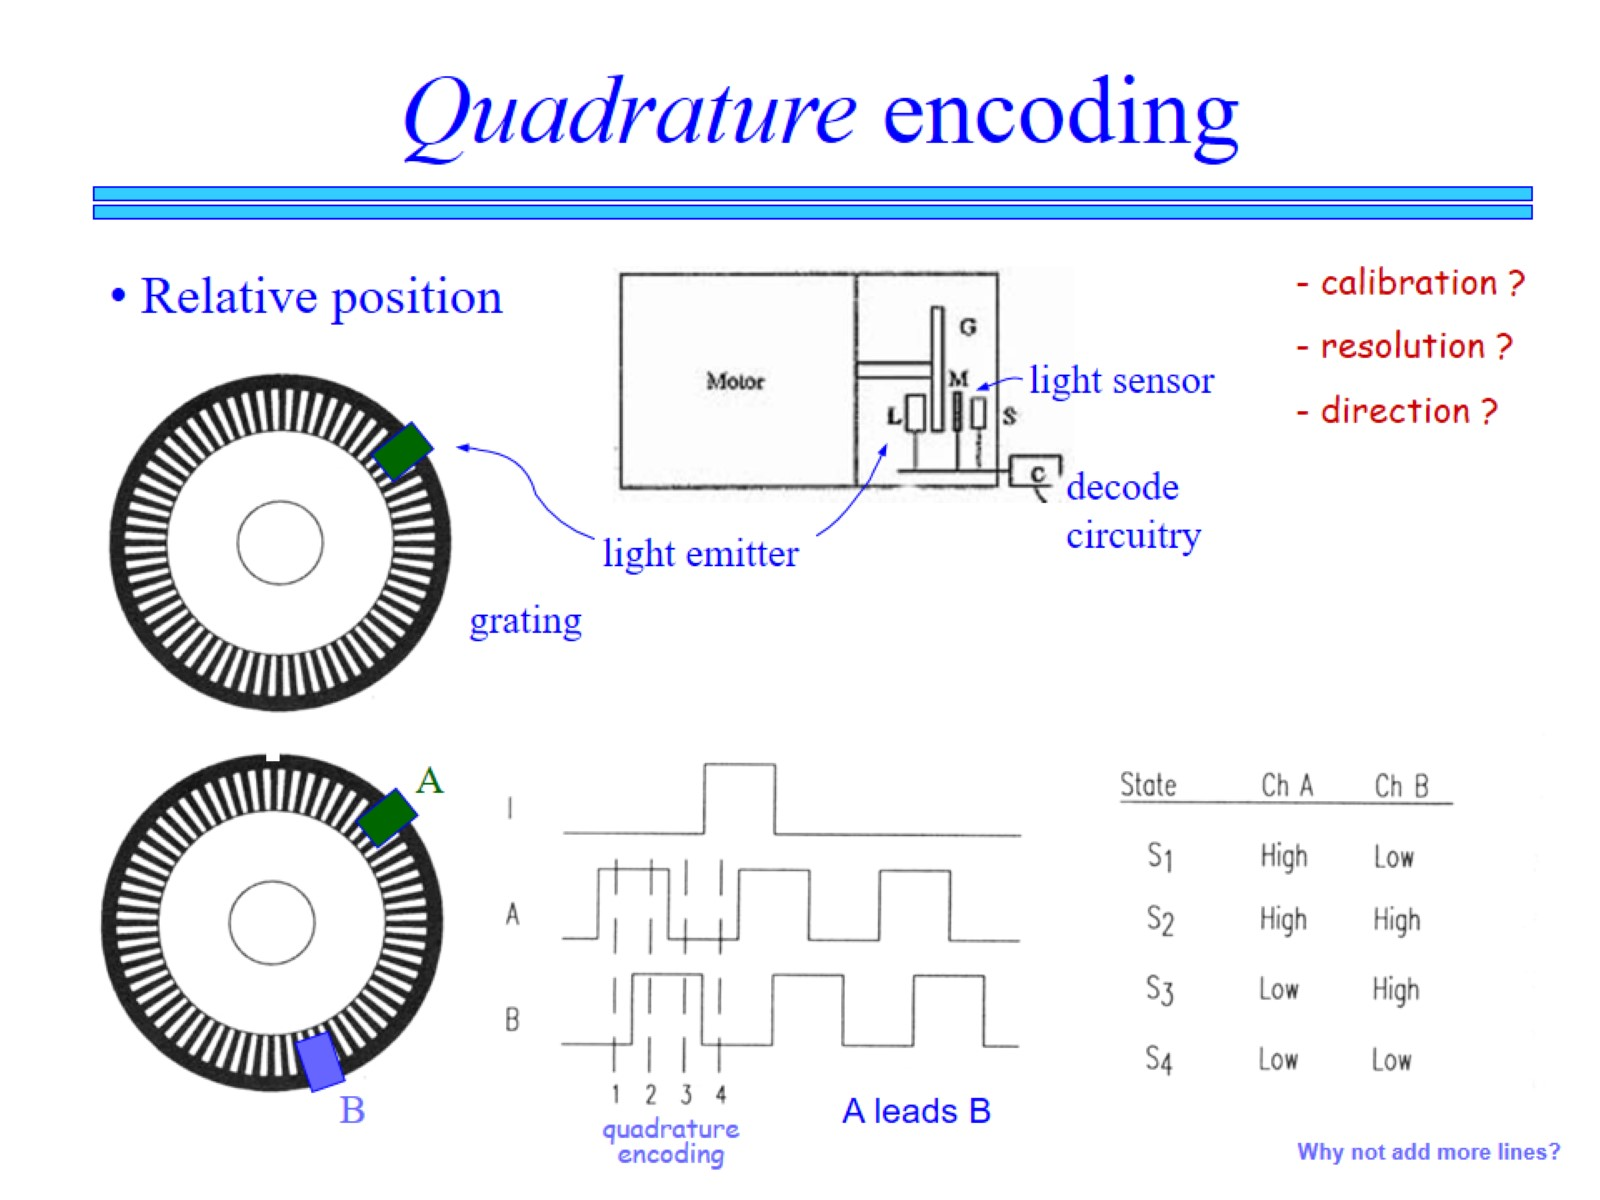 Quadrature encoding
• Relative position
- calibration ?
- resolution ?
- direction ?
Motor
G
M
L
S
C
light sensor
decode
circuitry
light emitter
grating
A
B
I
A
B
1 2 3 4
quadrature
encoding
A leads B
State Ch A Ch B
S1 High Low
S2 High High
S3 Low High
S4 Low Low
Why not add more lines?